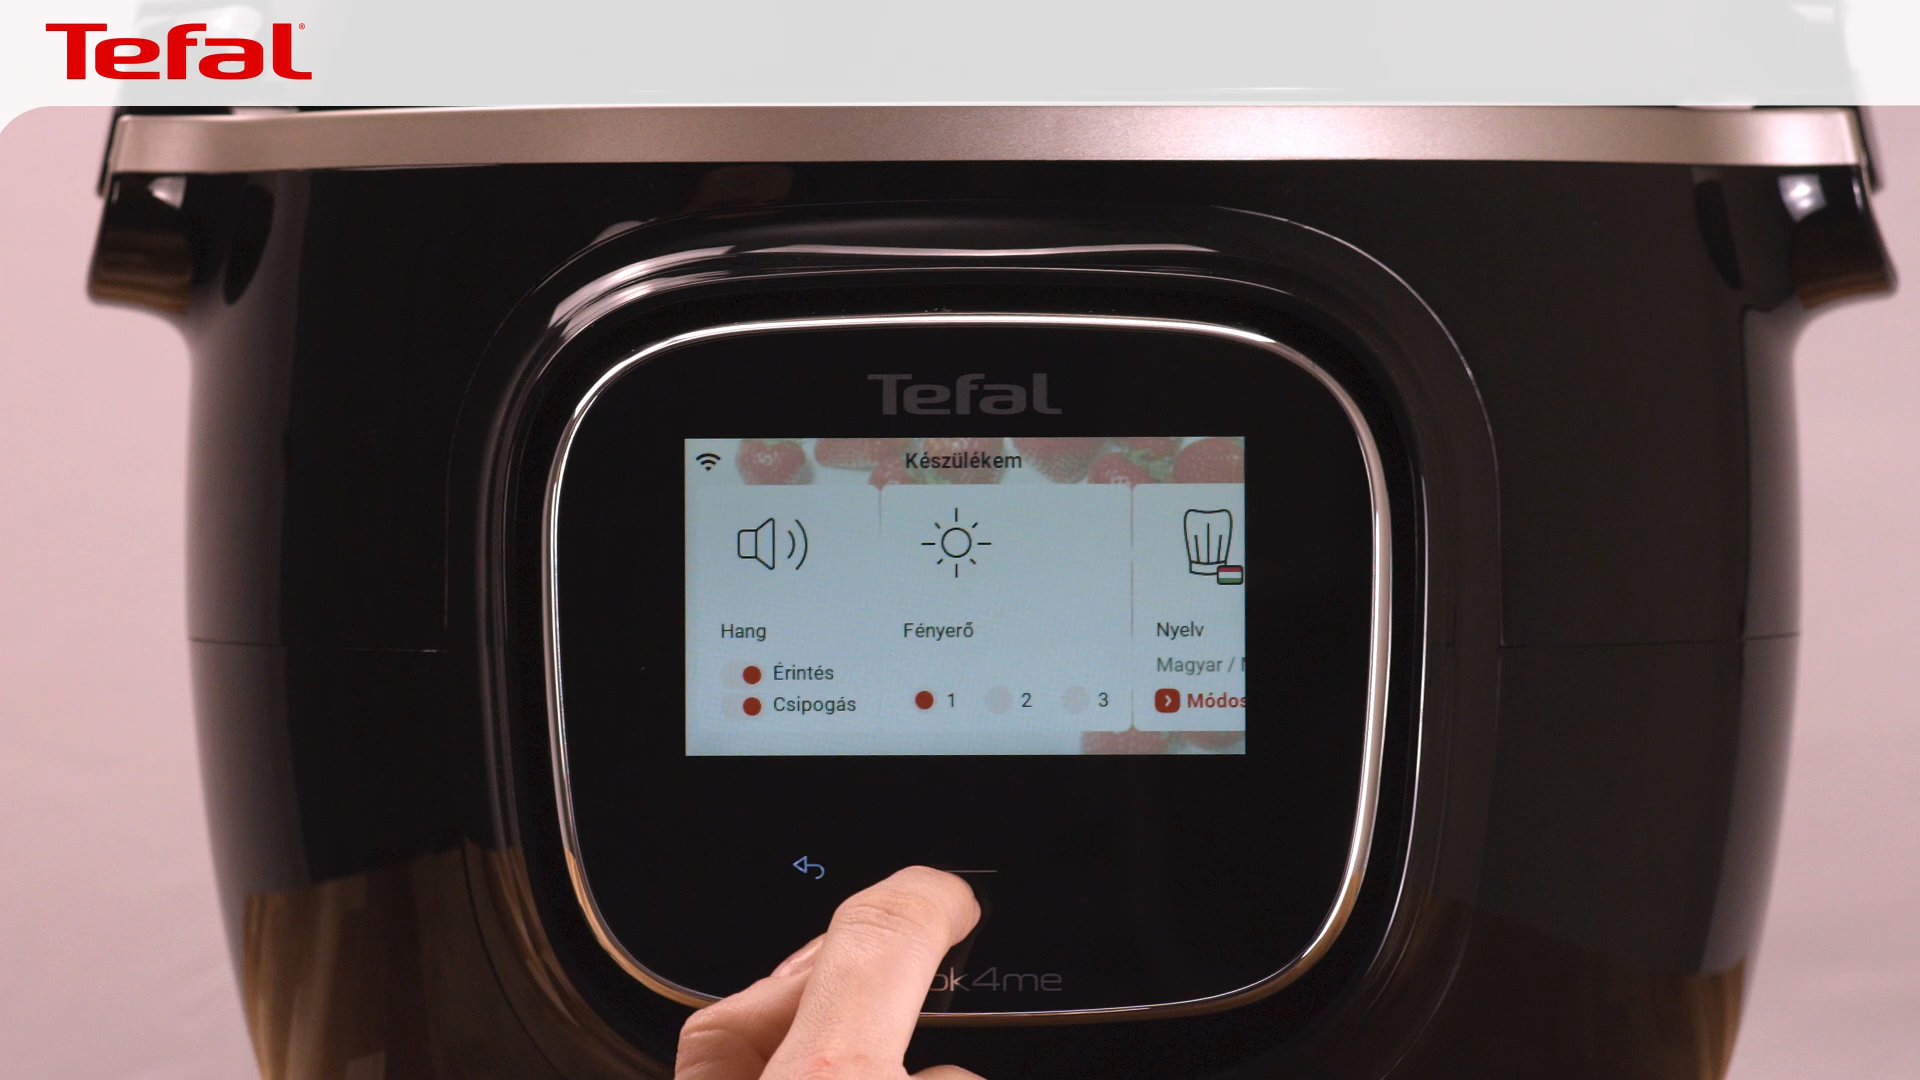 Tefal
Tefal
Készülékem
Hang
Érintés
Csipogás
Fényerő
1 2 3
Nyelv
Magyar /
Módos
ok4me